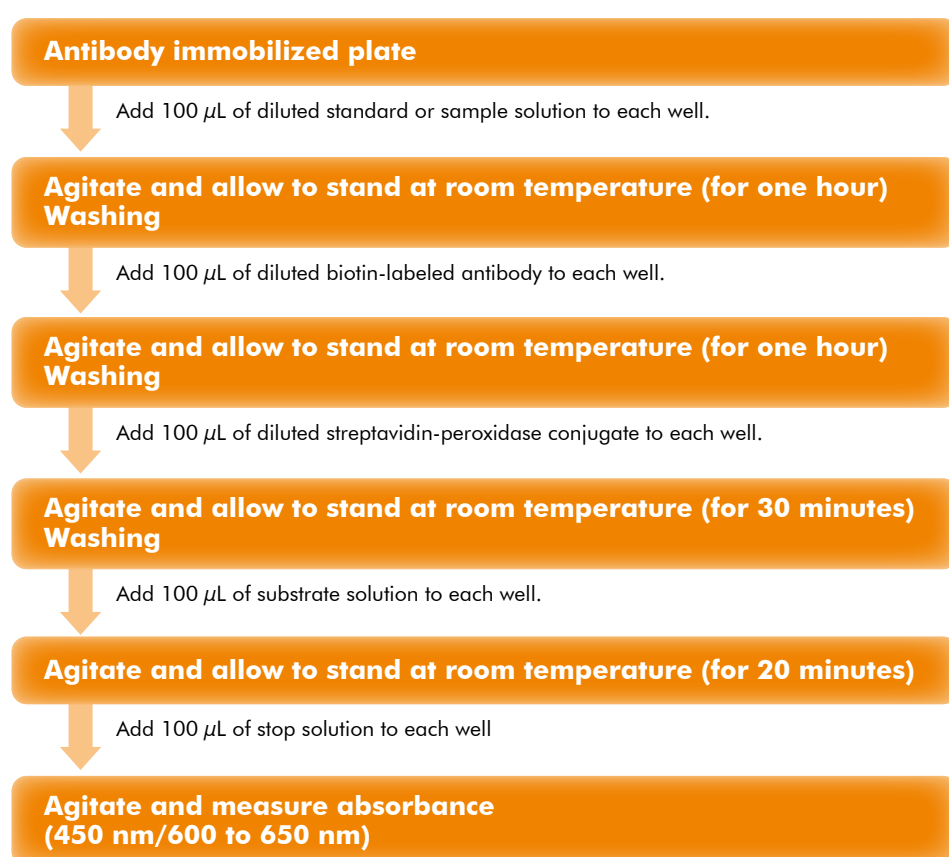 Antibody immobilized plate
Add 100 μL of diluted standard or sample solution to each well.
Agitate and allow to stand at room temperature (for one hour)
Washing
Add 100 μL of diluted biotin-labeled antibody to each well.
Agitate and allow to stand at room temperature (for one hour)
Washing
Add 100 μL of diluted streptavidin-peroxidase conjugate to each well.
Agitate and allow to stand at room temperature (for 30 minutes)
Washing
Add 100 μL of substrate solution to each well.
Agitate and allow to stand at room temperature (for 20 minutes)
Add 100 μL of stop solution to each well
Agitate and measure absorbance
(450 nm/600 to 650 nm)